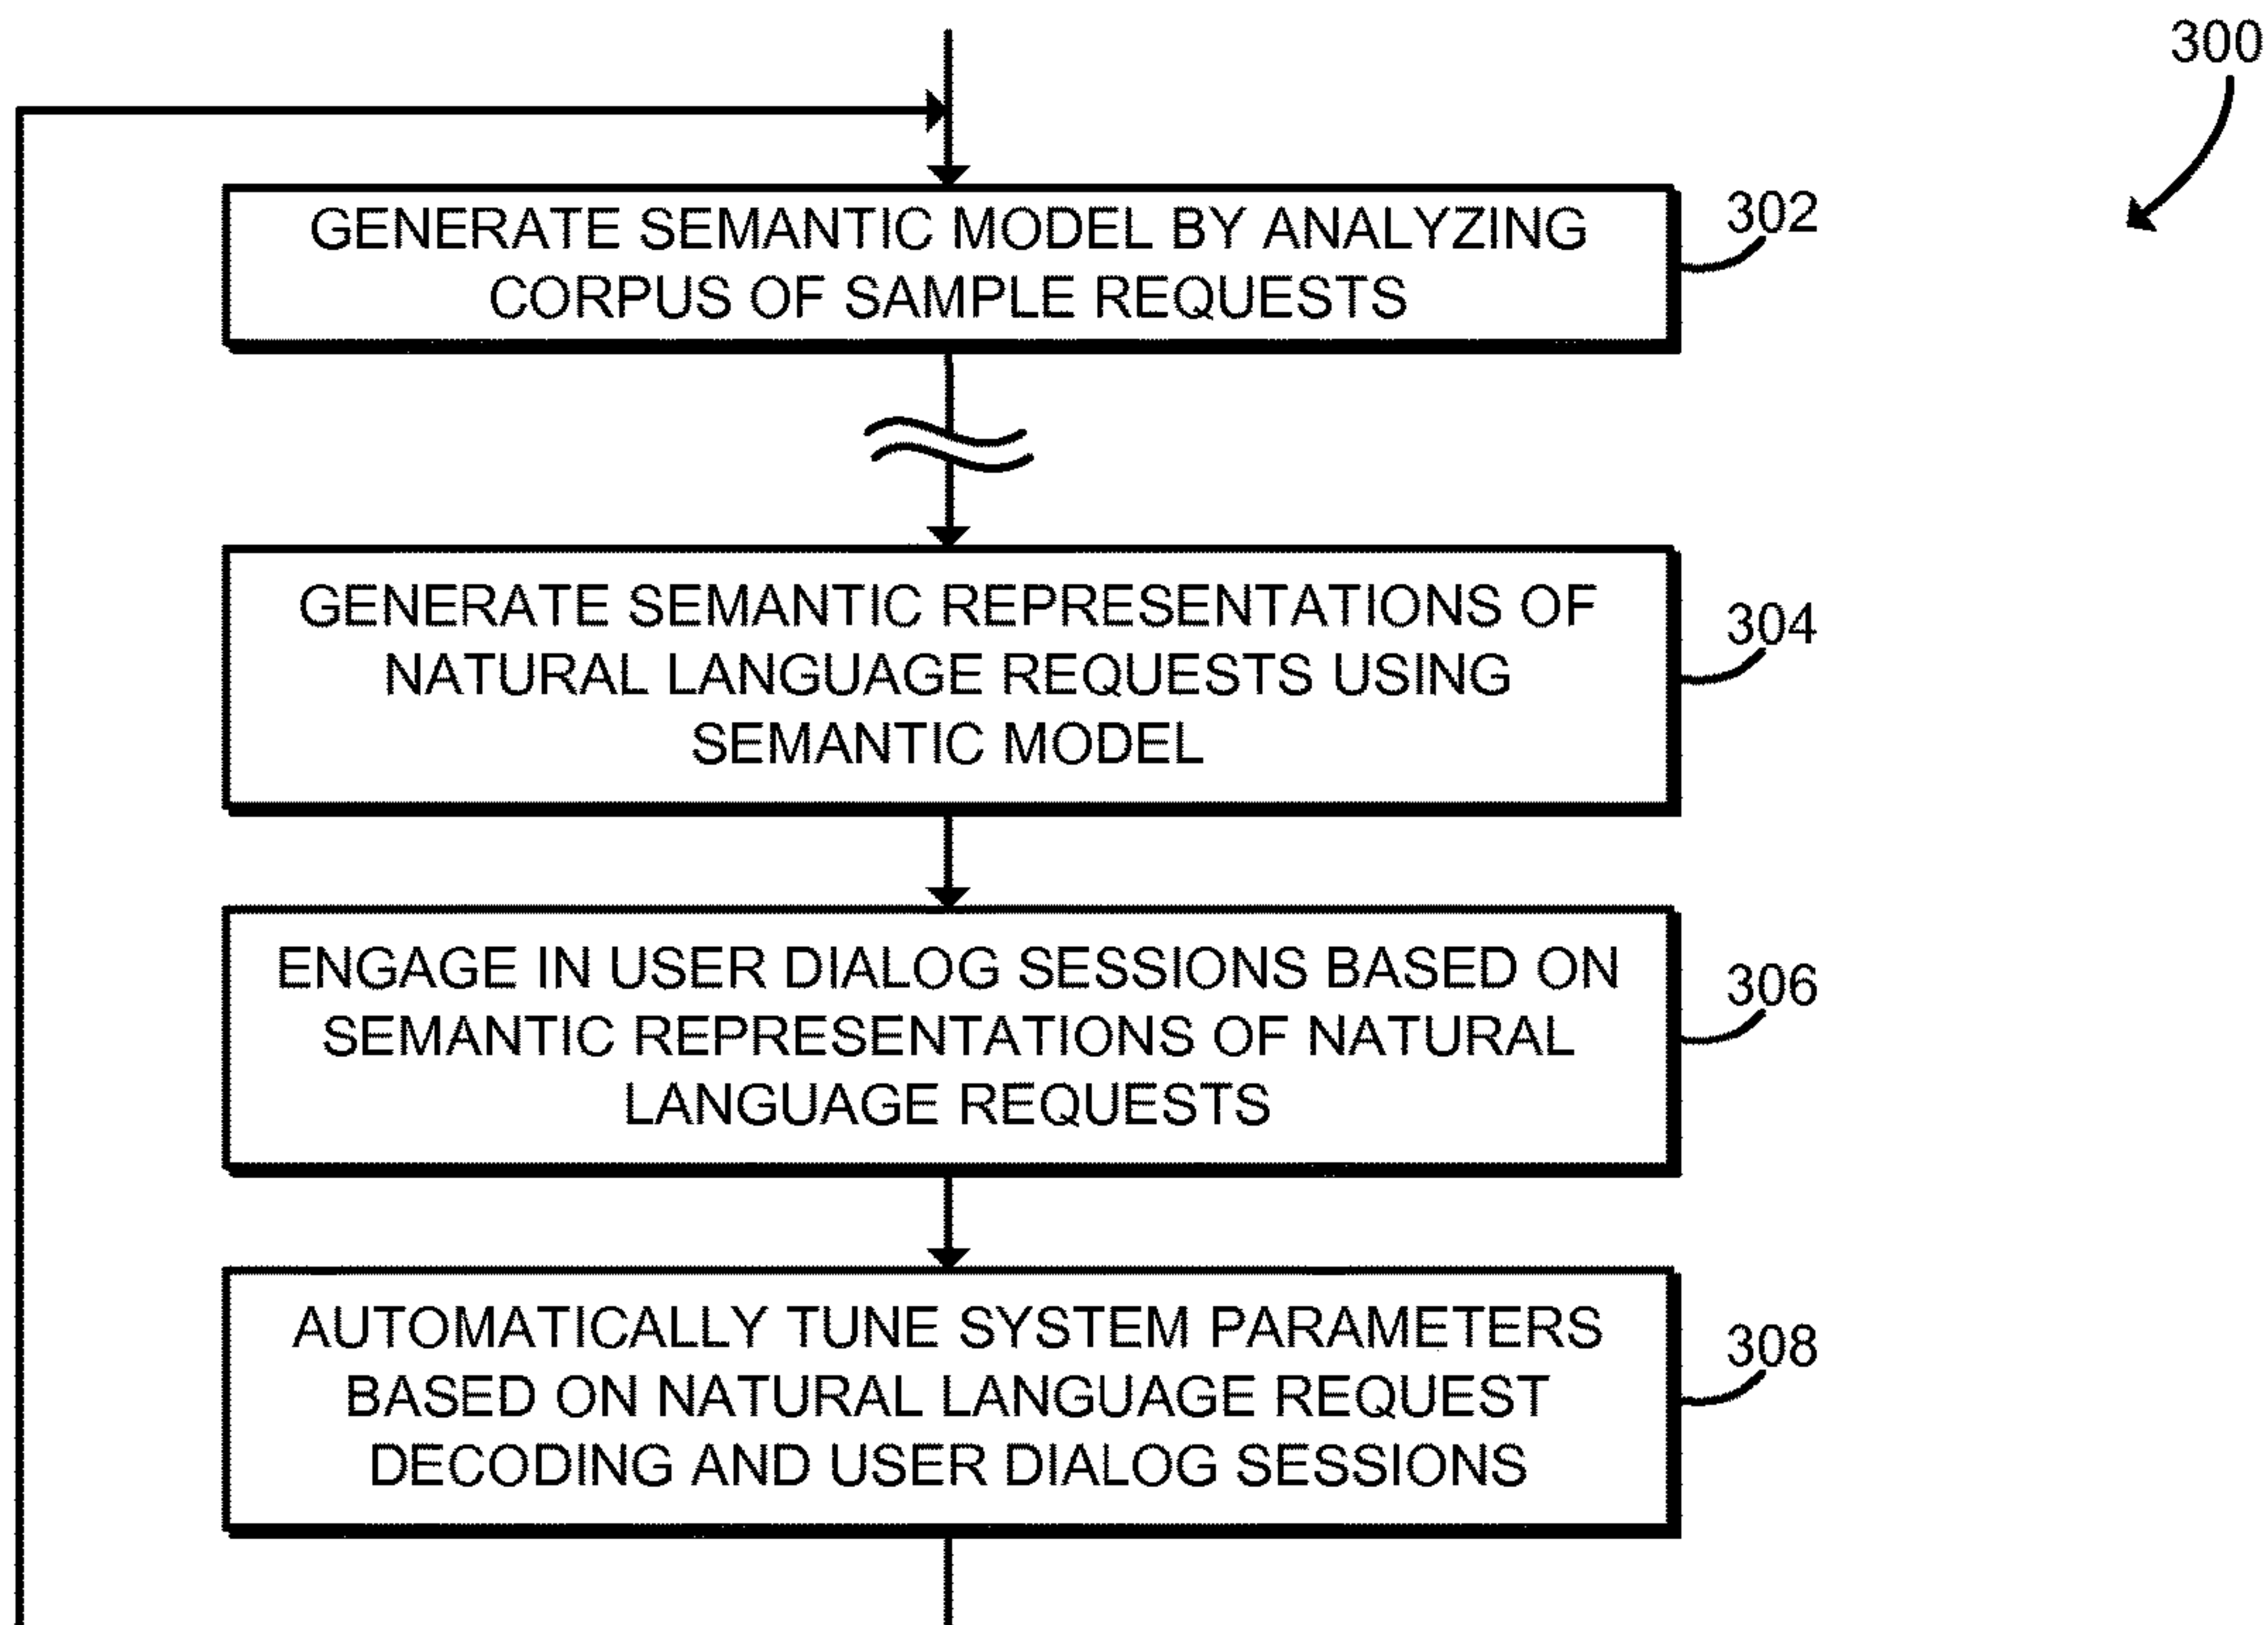 300
GENERATE SEMANTIC MODEL BY ANALYZING
CORPUS OF SAMPLE REQUESTS
302
GENERATE SEMANTIC REPRESENTATIONS OF
NATURAL LANGUAGE REQUESTS USING
SEMANTIC MODEL
304
ENGAGE IN USER DIALOG SESSIONS BASED ON
SEMANTIC REPRESENTATIONS OF NATURAL
LANGUAGE REQUESTS
306
AUTOMATICALLY TUNE SYSTEM PARAMETERS
BASED ON NATURAL LANGUAGE REQUEST
DECODING AND USER DIALOG SESSIONS
308